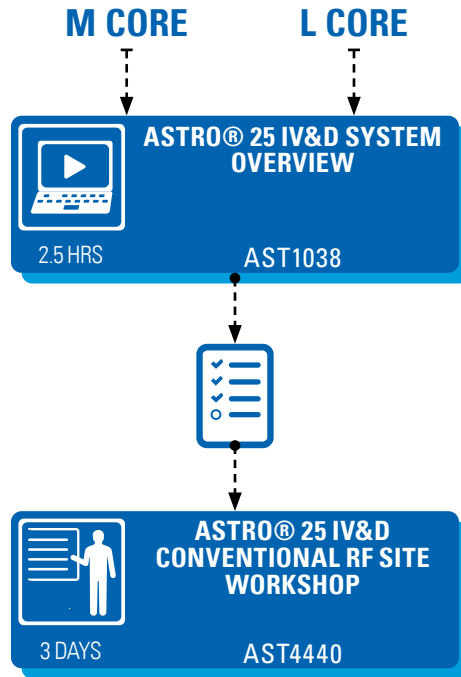 M CORE
L CORE
ASTRO® 25 IV&D SYSTEM
OVERVIEW
2.5 HRS
AST1038
ASTRO® 25 IV&D
CONVENTIONAL RF SITE
WORKSHOP
3 DAYS
AST4440